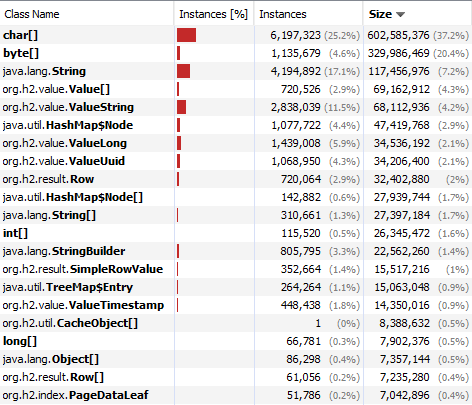 Class Name Instances [%] Instances Size
char[] 6,197,323 (25.2%) 602,585,376 (37.2%)
byte[] 1,135,679 (4.6%) 329,986,469 (20.4%)
java.lang.String 4,194,892 (17.1%) 117,456,976 (7.2%)
org.h2.value.Value[] 720,526 (2.9%) 69,162,912 (4.3%)
org.h2.value.ValueString 2,838,039 (11.5%) 68,112,936 (4.2%)
java.util.HashMap$Node 1,077,722 (4.4%) 47,419,768 (2.9%)
org.h2.value.ValueLong 1,439,008 (5.9%) 34,536,192 (2.1%)
org.h2.value.ValueUuid 1,068,950 (4.3%) 34,206,400 (2.1%)
org.h2.result.Row 720,064 (2.9%) 32,402,880 (2%)
java.util.HashMap$Node[] 142,882 (0.6%) 27,939,744 (1.7%)
java.lang.String[] 310,661 (1.3%) 27,397,184 (1.7%)
int[] 115,520 (0.5%) 26,345,472 (1.6%)
java.lang.StringBuilder 805,795 (3.3%) 22,562,260 (1.4%)
org.h2.result.SimpleRowValue 352,664 (1.4%) 15,517,216 (1%)
java.util.TreeMap$Entry 264,264 (1.1%) 15,063,048 (0.9%)
org.h2.value.ValueTimestamp 448,438 (1.8%) 14,350,016 (0.9%)
org.h2.util.CacheObject[] 1 (0%) 8,388,632 (0.5%)
long[] 66,781 (0.3%) 7,902,376 (0.5%)
java.lang.Object[] 86,298 (0.4%) 7,357,144 (0.5%)
org.h2.result.Row[] 61,056 (0.2%) 7,235,280 (0.4%)
org.h2.index.PageDataLeaf 51,786 (0.2%) 7,042,896 (0.4%)